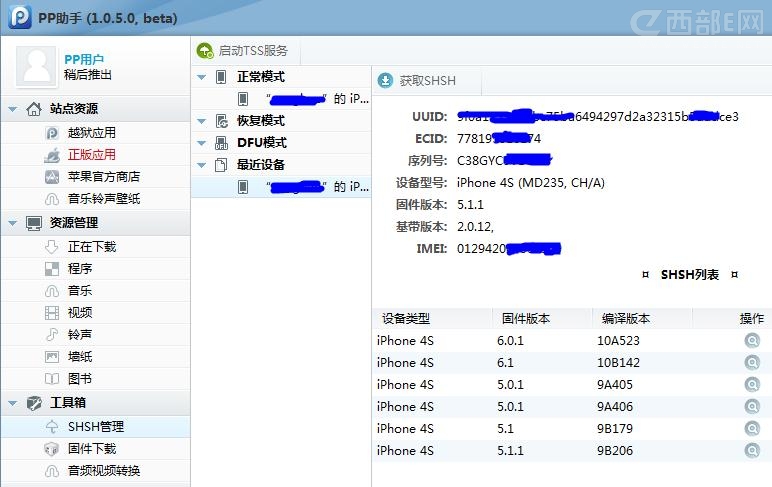 PP助手 (1.0.5.0, beta)
西部E网
PP用户
稍后推出
站点资源
越狱应用
正版应用
苹果官方商店
音乐铃声壁纸
资源管理
正在下载
程序
音乐
视频
铃声
墙纸
图书
工具箱
SHSH管理
固件下载
音频视频转换
启动TSS服务
正常模式
“ ” 的 iP...
恢复模式
DFU模式
最近设备
“ ” 的 iP...
获取SHSH
UUID: 6494297d2a32315b ce3
ECID: 77819 74
序列号: C38GYC
设备型号: iPhone 4S (MD235, CH/A)
固件版本: 5.1.1
基带版本: 2.0.12,
IMEI: 0129420
¤ SHSH列表 ¤
设备类型 固件版本 编译版本 操作
iPhone 4S 6.0.1 10A523
iPhone 4S 6.1 10B142
iPhone 4S 5.0.1 9A405
iPhone 4S 5.0.1 9A406
iPhone 4S 5.1 9B179
iPhone 4S 5.1.1 9B206